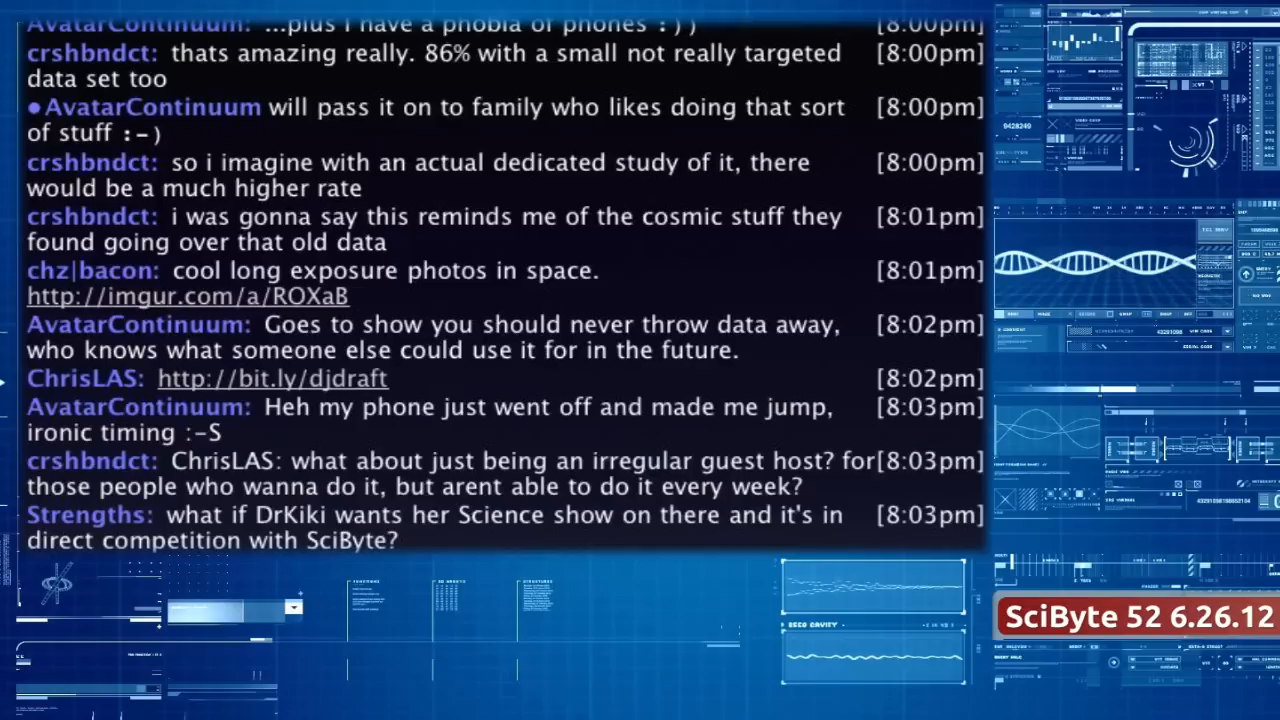 AvatarContinuum: ...plus I have a phobia of phones :)) [8:00pm]
crshbndct: thats amazing really. 86% with a small not really targeted [8:00pm]
data set too
•AvatarContinuum will pass it on to family who likes doing that sort [8:00pm]
of stuff :-)
crshbndct: so i imagine with an actual dedicated study of it, there [8:00pm]
would be a much higher rate
crshbndct: i was gonna say this reminds me of the cosmic stuff they [8:01pm]
found going over that old data
chz|bacon: cool long exposure photos in space. [8:01pm]
http://imgur.com/a/ROXaB
AvatarContinuum: Goes to show you should never throw data away, [8:02pm]
who knows what someone else could use it for in the future.
ChrisLAS: http://bit.ly/djdraft [8:02pm]
AvatarContinuum: Heh my phone just went off and made me jump, [8:03pm]
ironic timing :-S
crshbndct: ChrisLAS: what about just being an irregular guest host? for [8:03pm]
those people who wanna do it, but arent able to do it every week?
Strengths: what if DrKiki wants her Science show on there and it's in [8:03pm]
direct competition with SciByte?
9428249
SciByte 52 6.26.12